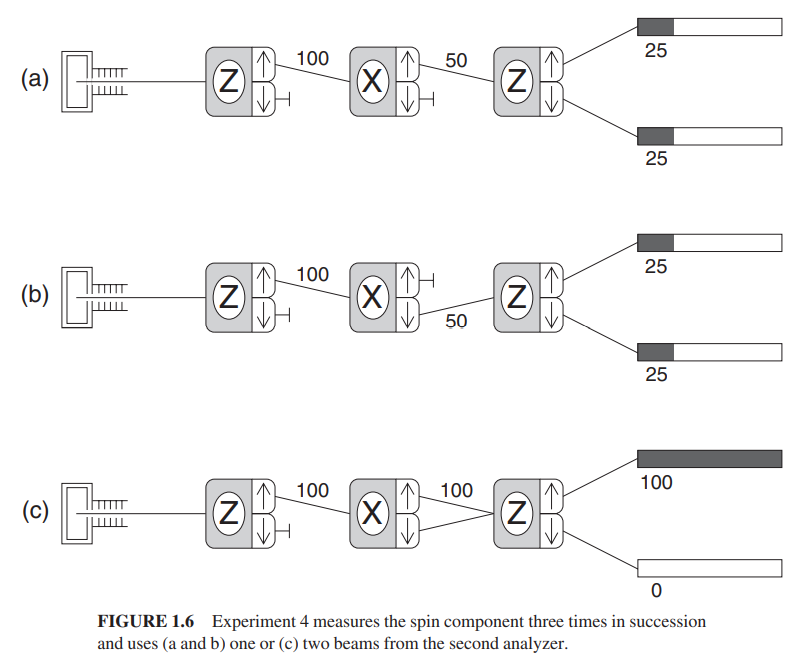 (a) Z 100 X 50 Z 25
25
(b) Z 100 X 50 Z 25
25
(c) Z 100 X 100 Z 100
0
FIGURE 1.6 Experiment 4 measures the spin component three times in succession
and uses (a and b) one or (c) two beams from the second analyzer.